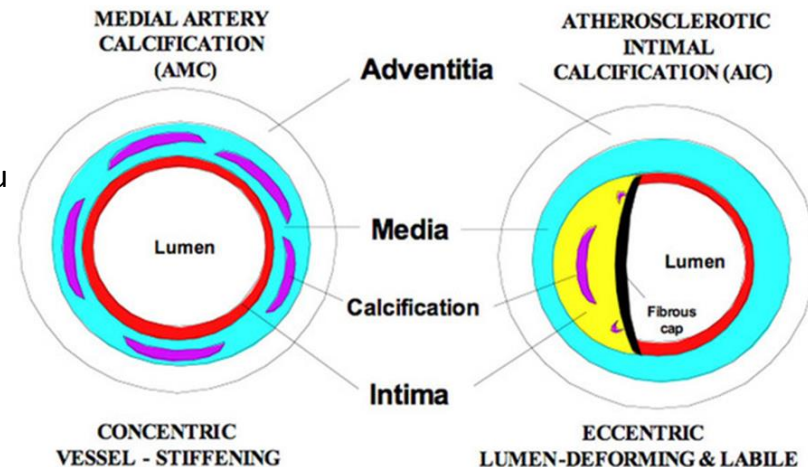 MEDIAL ARTERY
CALCIFICATION
(AMC)
ATHEROSCLEROTIC
INTIMAL
CALCIFICATION (AIC)
Adventitia
u
Media
Lumen
Lumen
Calcification
Fibrous
cap
Intima
CONCENTRIC
VESSEL - STIFFENING
ECCENTRIC
LUMEN-DEFORMING & LABILE